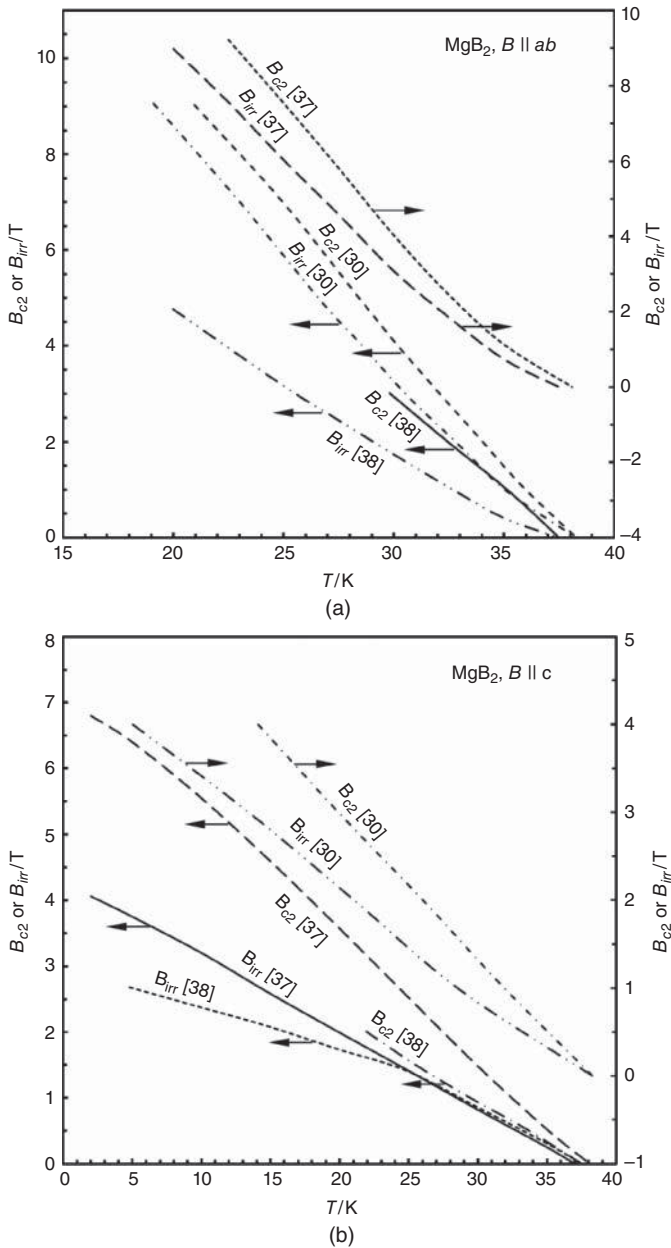 MgB2, B || ab
Bc2 [37]
Birr [37]
Bc2 [30]
Birr [30]
Bc2 [38]
Birr [38]
Bc2 or Birr/T
10
8
6
4
2
0
Bc2 or Birr/T
10
8
6
4
2
0
−2
−4
15 20 25 30 35 40
T/K
(a)
MgB2, B || c
Bc2 [30]
Birr [30]
Bc2 [37]
Birr [37]
Birr [38]
Bc2 [38]
Bc2 or Birr/T
8
7
6
5
4
3
2
1
0
Bc2 or Birr/T
5
4
3
2
1
0
−1
0 5 10 15 20 25 30 35 40
T/K
(b)